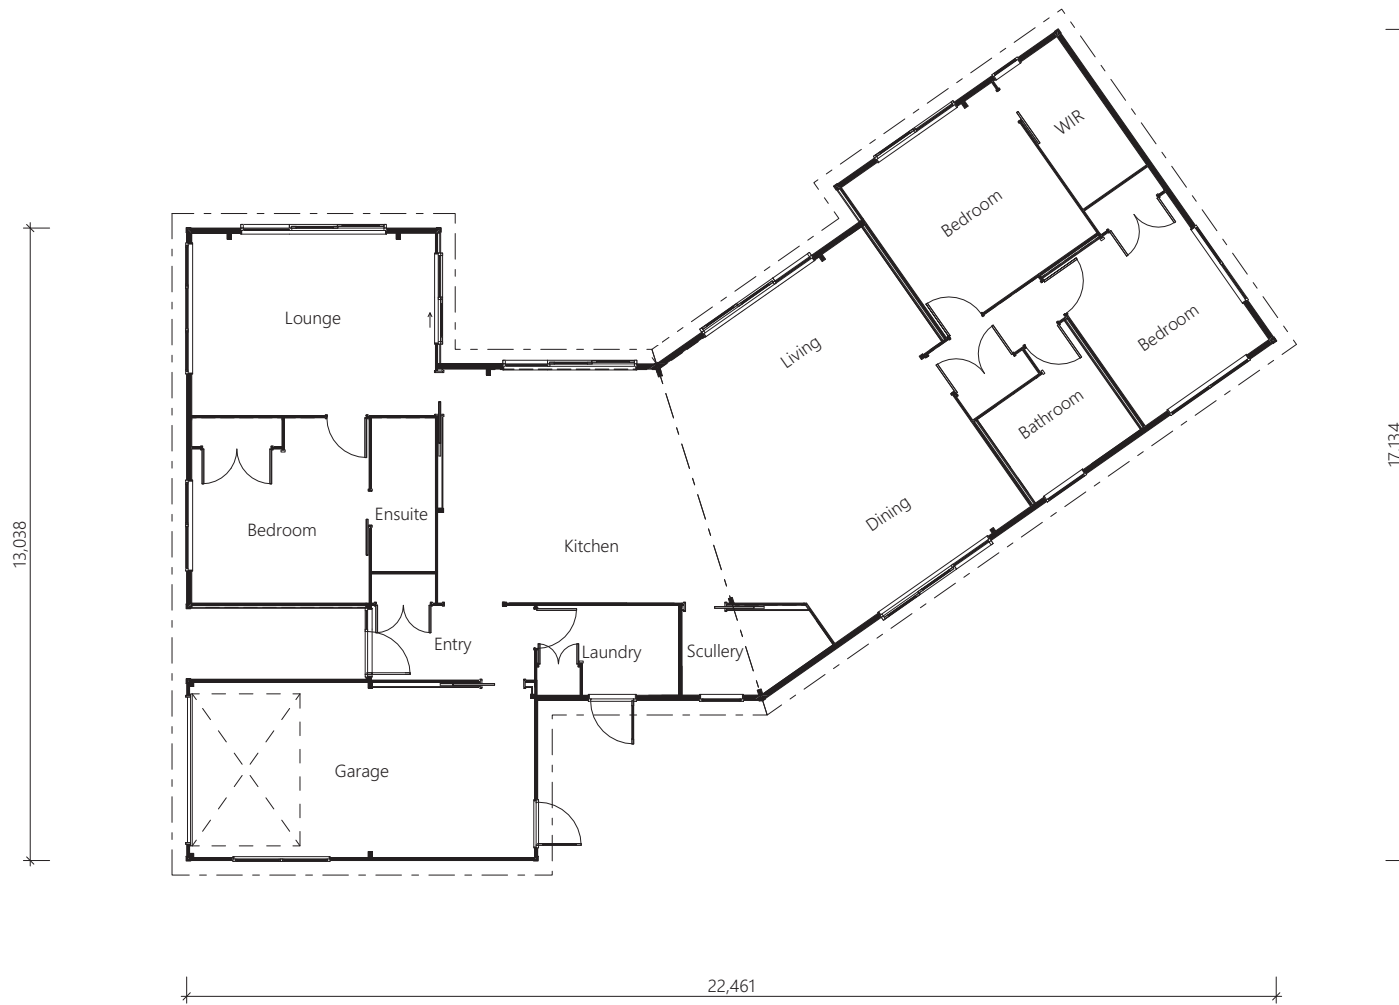 WIR
Bedroom
Lounge
Bedroom
Living
Bathroom
Ensuite
Dining
Bedroom
Kitchen
Entry
Laundry
Scullery
Garage
13,038
17,134
22,461